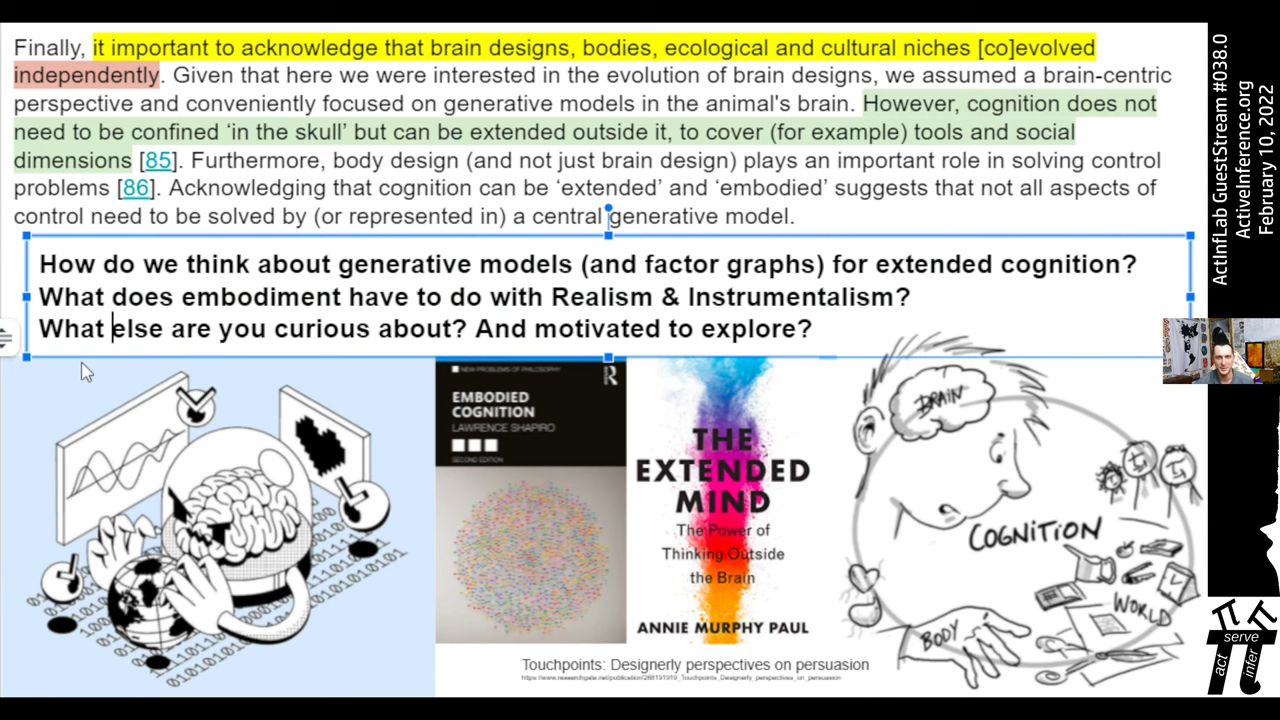 Finally, it important to acknowledge that brain designs, bodies, ecological and cultural niches [co]evolved
independently. Given that here we were interested in the evolution of brain designs, we assumed a brain-centric
perspective and conveniently focused on generative models in the animal's brain. However, cognition does not
need to be confined ‘in the skull’ but can be extended outside it, to cover (for example) tools and social
dimensions [85]. Furthermore, body design (and not just brain design) plays an important role in solving control
problems [86]. Acknowledging that cognition can be ‘extended’ and ‘embodied’ suggests that not all aspects of
control need to be solved by (or represented in) a central generative model.
How do we think about generative models (and factor graphs) for extended cognition?
What does embodiment have to do with Realism & Instrumentalism?
What else are you curious about? And motivated to explore?
NEW PROBLEMS OF PHILOSOPHY
R
EMBODIED
COGNITION
LAWRENCE SHAPIRO
SECOND EDITION
THE
EXTENDED
MIND
The Power of
Thinking Outside
the Brain
ANNIE MURPHY PAUL
BRAIN
COGNITION
WORLD
BODY
Touchpoints: Designerly perspectives on persuasion
ActInfLab GuestStream #038.0
ActiveInference.org
February 10, 2022
act
serve
infer